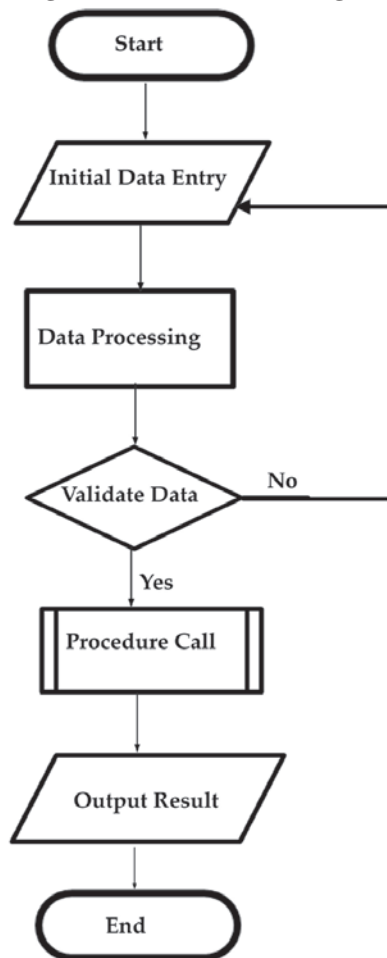 Start
Initial Data Entry
Data Processing
Validate Data
No
Yes
Procedure Call
Output Result
End